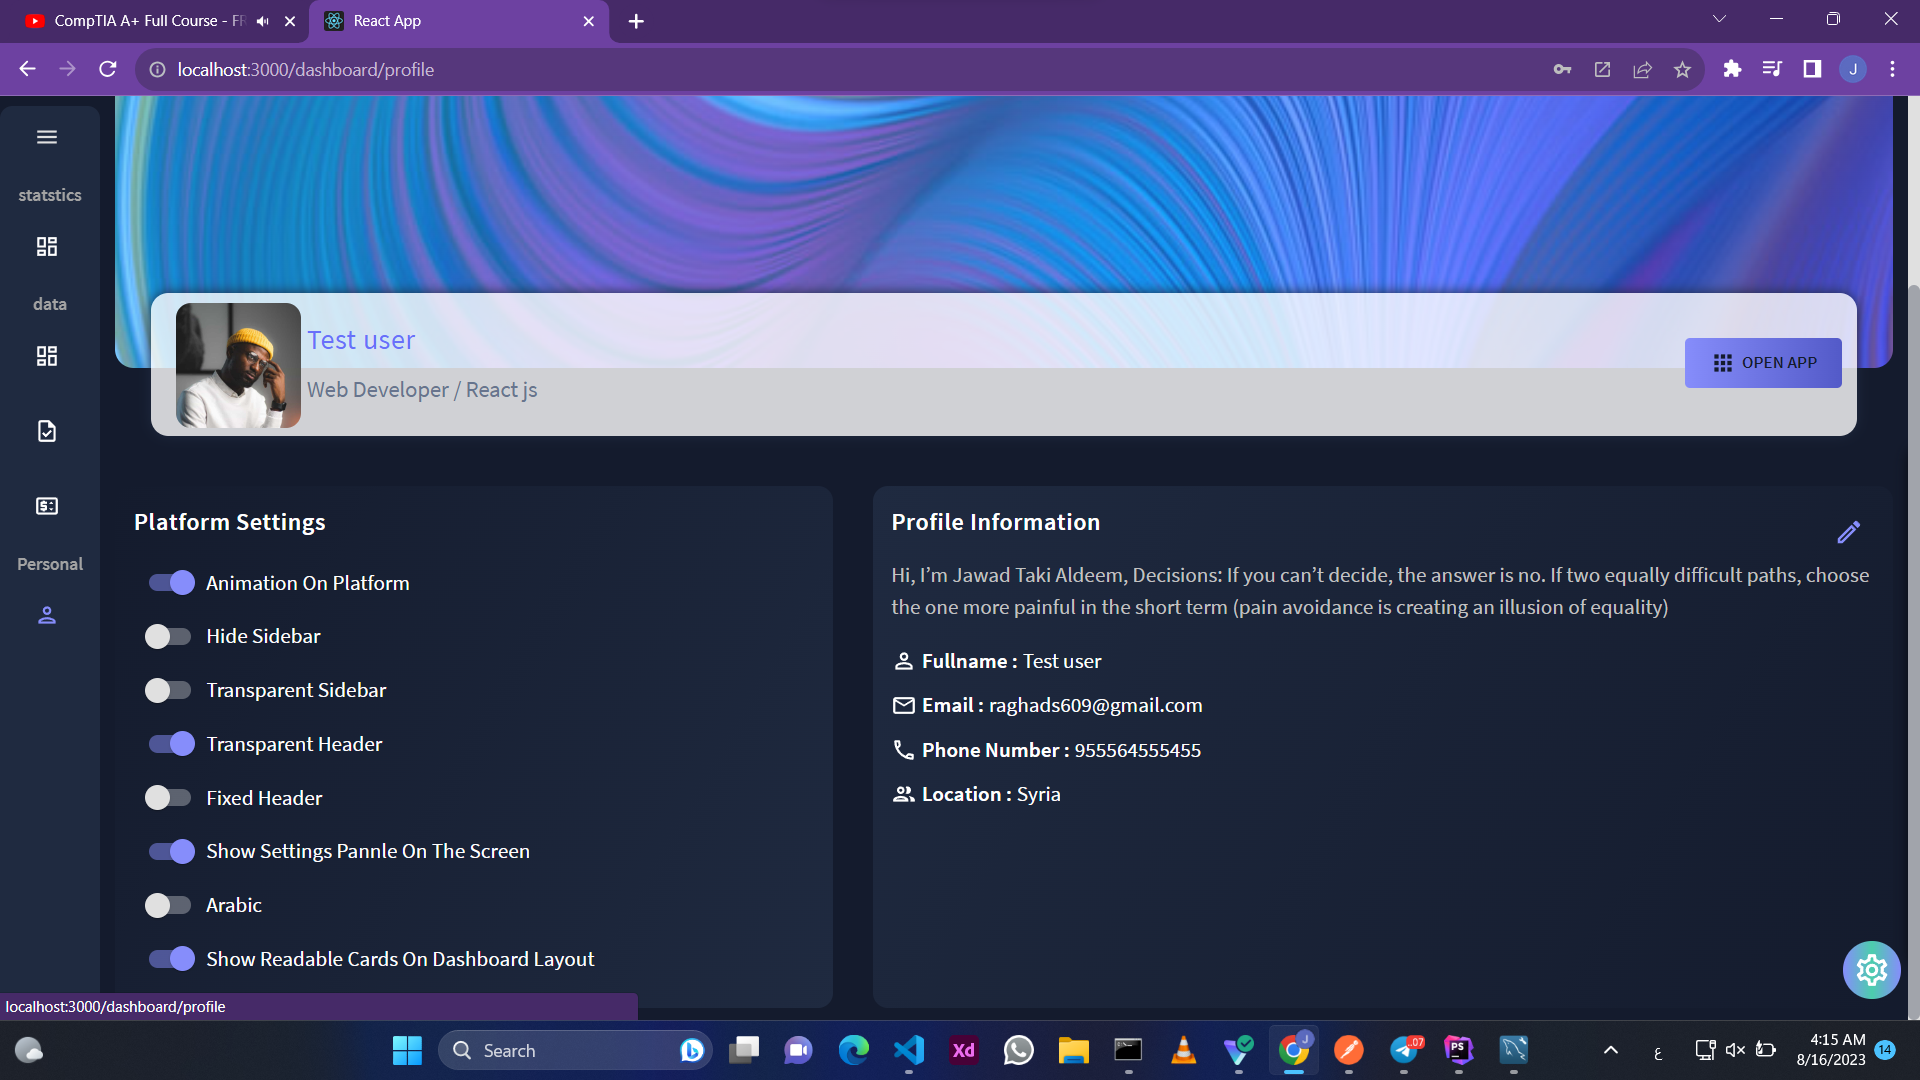 CompTIA A+ Full Course - FR
React App
localhost:3000/dashboard/profile
J
statstics
data
Personal
Test user
Web Developer / React js
OPEN APP
Platform Settings
Animation On Platform
Hide Sidebar
Transparent Sidebar
Transparent Header
Fixed Header
Show Settings Pannle On The Screen
Arabic
Show Readable Cards On Dashboard Layout
Profile Information
Hi, I’m Jawad Taki Aldeem, Decisions: If you can’t decide, the answer is no. If two equally difficult paths, choose
the one more painful in the short term (pain avoidance is creating an illusion of equality)
Fullname : Test user
Email : raghads609@gmail.com
Phone Number : 955564555455
Location : Syria
localhost:3000/dashboard/profile
Search
Xd
J
..07
PS
ع
4:15 AM
8/16/2023
14